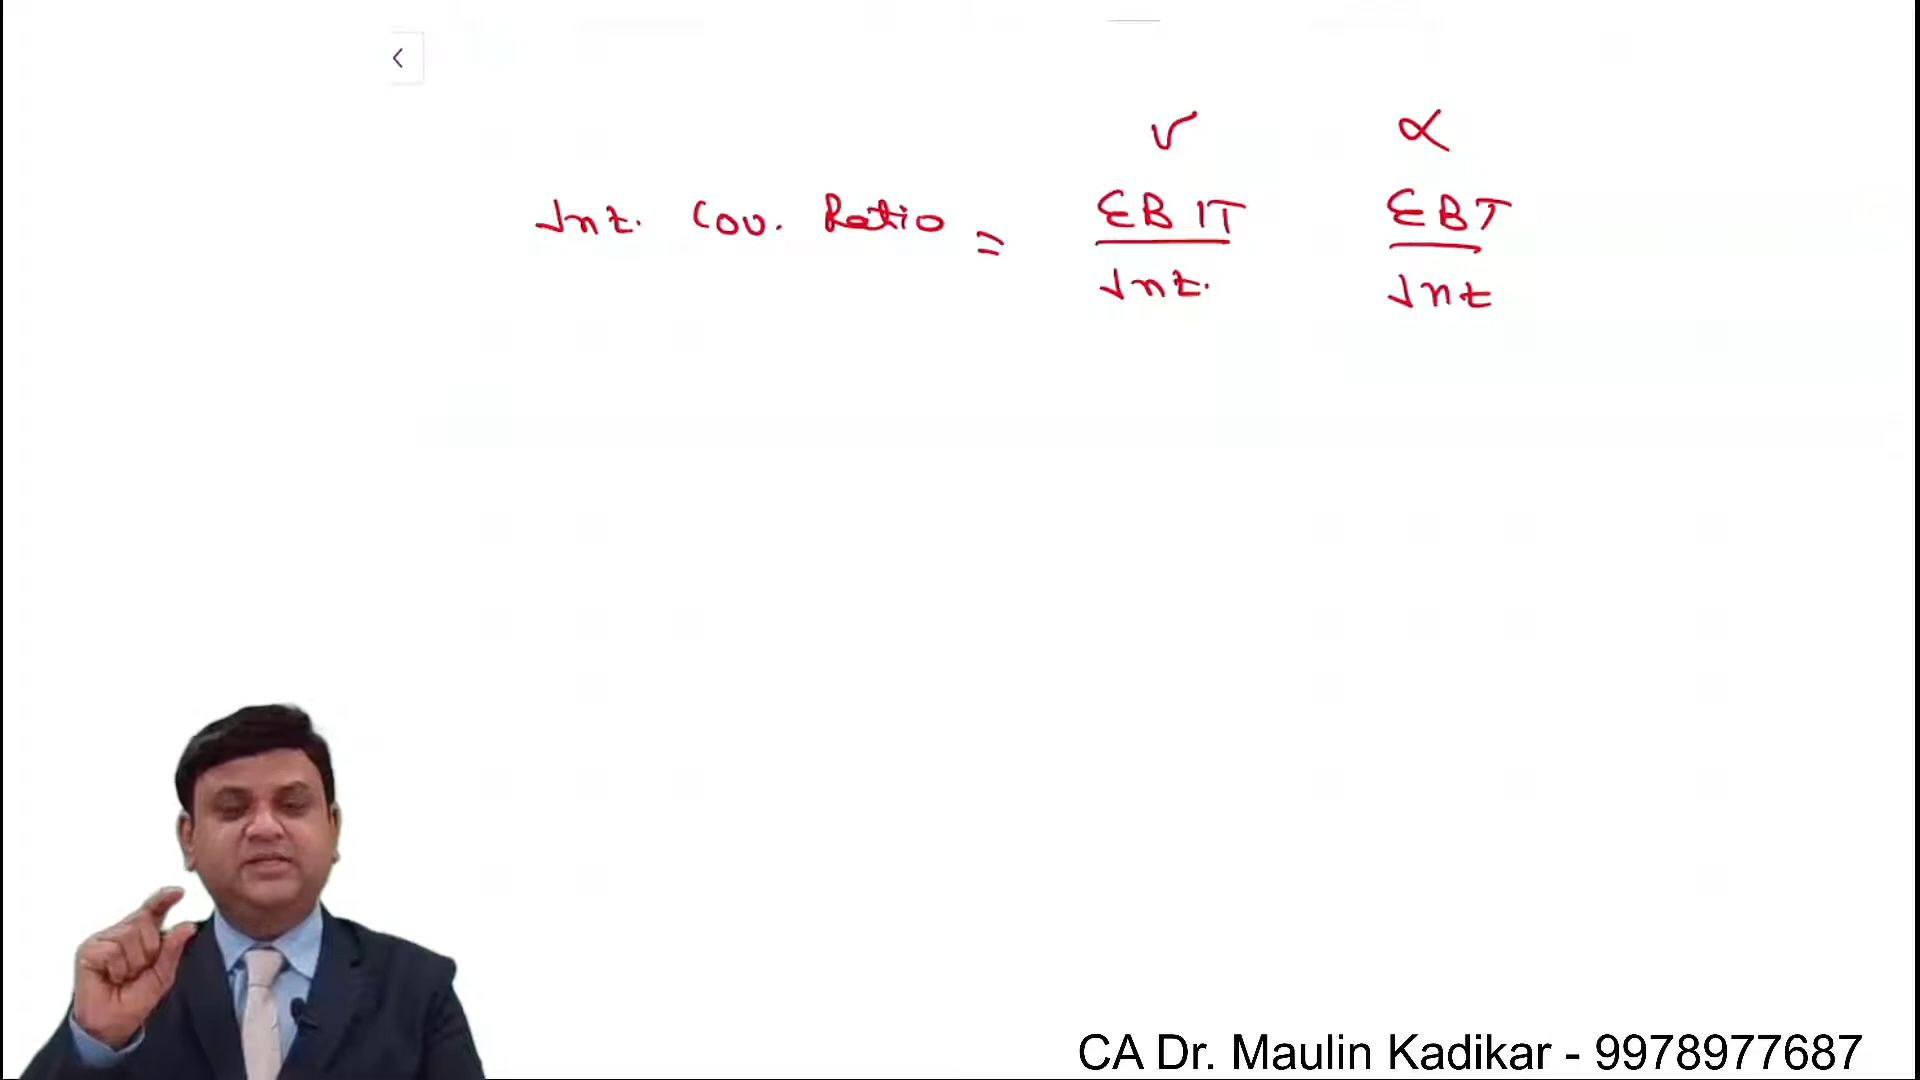 ✓ ✗
Int. Cov. Ratio = EBIT EBT
Int. Int
CA Dr. Maulin Kadikar - 9978977687